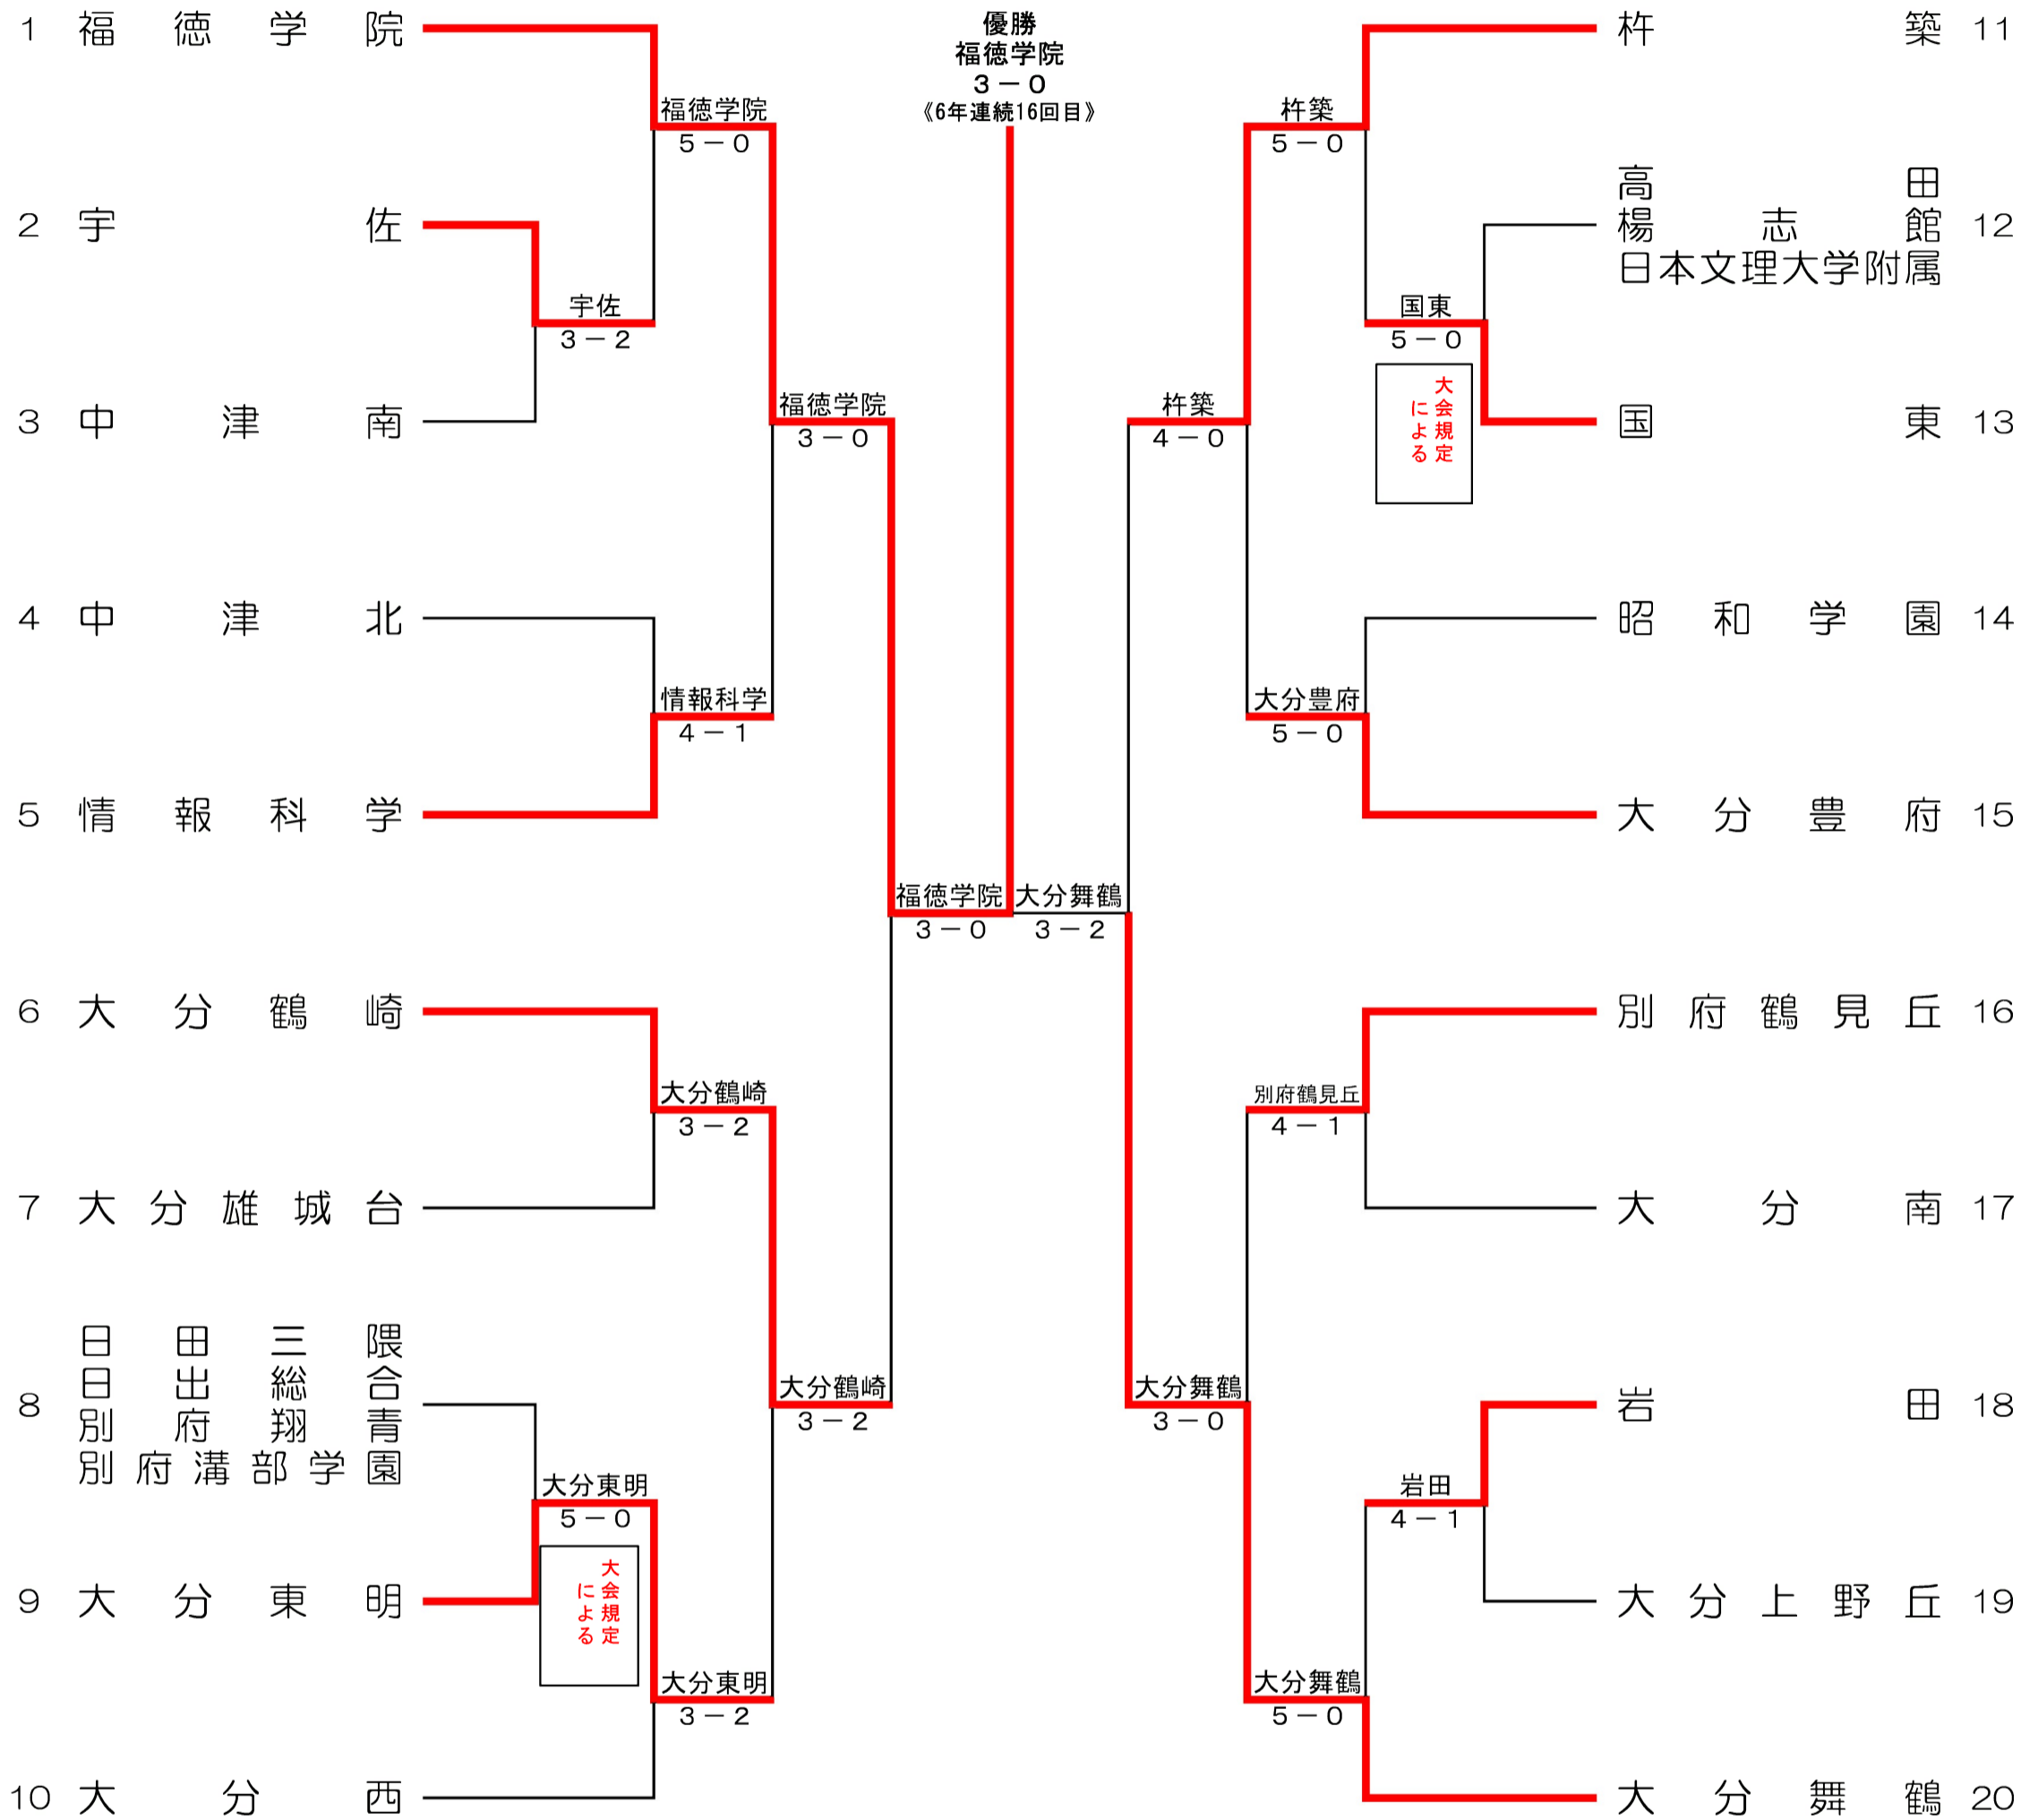 1 福徳学院
2 宇佐
3 中津南
4 中津北
5 情報科学
6 大分鶴崎
7 大分雄城台
日田三隈
日出総合
8
別府翔青
別府溝部学園
9 大分東明
10 大分西
宇佐
3－2
大分東明
5－0
大会規定
による
福徳学院
5－0
情報科学
4－1
大分鶴崎
3－2
大分東明
3－2
福徳学院
3－0
大分鶴崎
3－2
福徳学院
3－0
優勝
福徳学院
3－0
《6年連続16回目》
大分舞鶴
3－2
杵築
4－0
大分舞鶴
3－0
杵築
5－0
大分豊府
5－0
別府鶴見丘
4－1
大分舞鶴
5－0
国東
5－0
大会規定
による
岩田
4－1
杵築 11
高田
楊志館 12
日本文理大学附属
国東 13
昭和学園 14
大分豊府 15
別府鶴見丘 16
大分南 17
岩田 18
大分上野丘 19
大分舞鶴 20